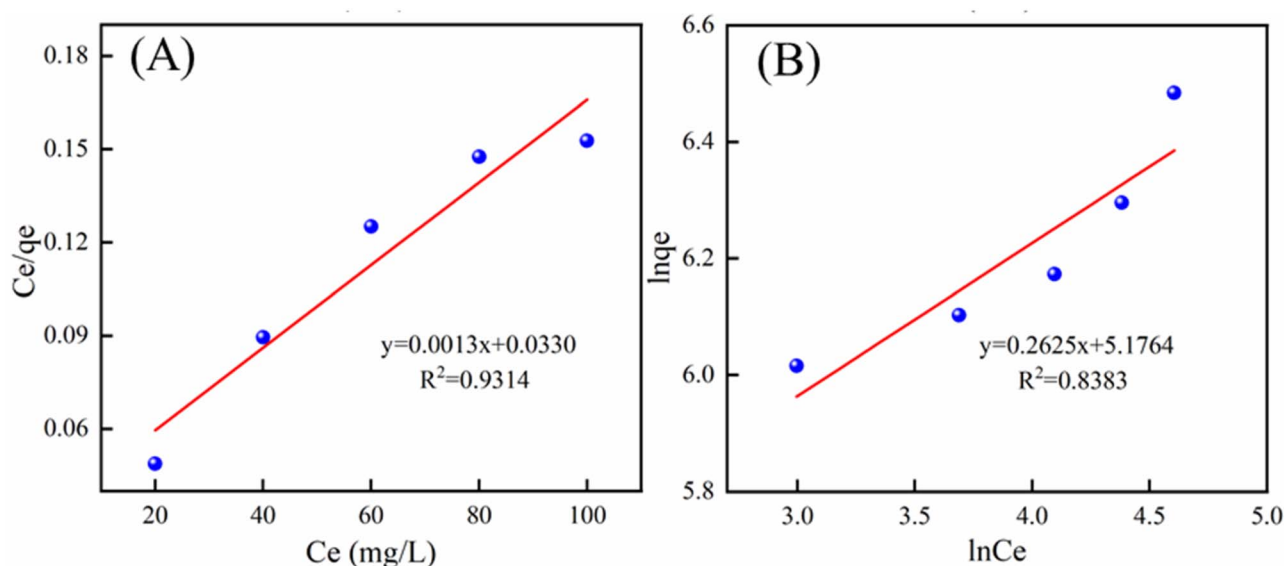 (A)
0.18
0.15
0.12
0.09
0.06
Ce/qe
y=0.0013x+0.0330
R²=0.9314
20 40 60 80 100
Ce (mg/L)
(B)
6.6
6.4
6.2
6.0
5.8
lnqe
y=0.2625x+5.1764
R²=0.8383
3.0 3.5 4.0 4.5 5.0
lnCe